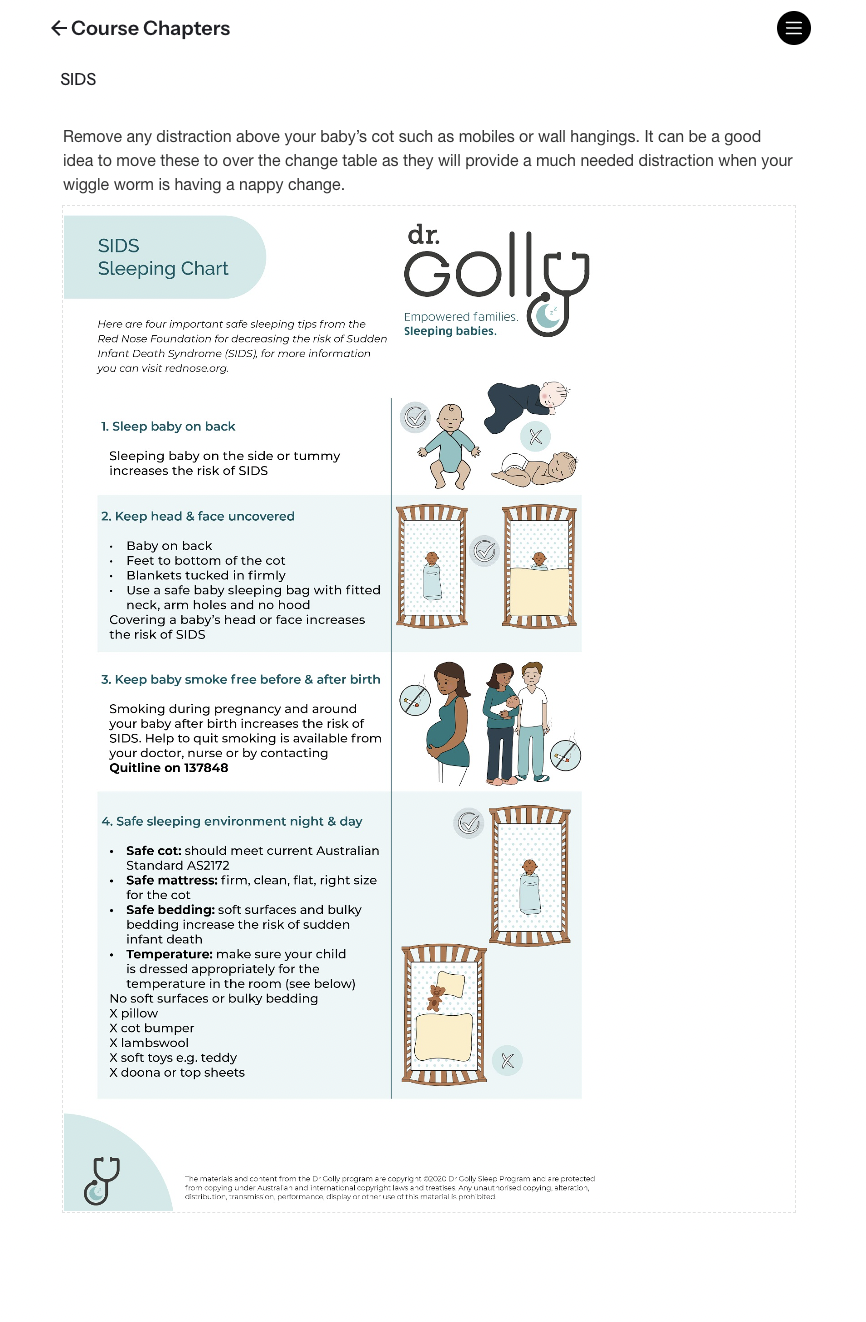 Course Chapters
SIDS
Remove any distraction above your baby's cot such as mobiles or wall hangings. It can be a good
idea to move these to over the change table as they will provide a much needed distraction when your
wiggle worm is having a nappy change.
SIDS
Sleeping Chart
dr.
Golly
Empowered families.
Sleeping babies.
Here are four important safe sleeping tips from the
Red Nose Foundation for decreasing the risk of Sudden
Infant Death Syndrome (SIDS), for more information
you can visit rednose.org.
1. Sleep baby on back
Sleeping baby on the side or tummy
increases the risk of SIDS
2. Keep head & face uncovered
• Baby on back
• Feet to bottom of the cot
• Blankets tucked in firmly
• Use a safe baby sleeping bag with fitted
neck, arm holes and no hood
Covering a baby's head or face increases
the risk of SIDS
3. Keep baby smoke free before & after birth
Smoking during pregnancy and around
your baby after birth increases the risk of
SIDS. Help to quit smoking is available from
your doctor, nurse or by contacting
Quitline on 137848
4. Safe sleeping environment night & day
• Safe cot: should meet current Australian
Standard AS2172
• Safe mattress: firm, clean, flat, right size
for the cot
• Safe bedding: soft surfaces and bulky
bedding increase the risk of sudden
infant death
• Temperature: make sure your child
is dressed appropriately for the
temperature in the room (see below)
No soft surfaces or bulky bedding
X pillow
X cot bumper
X lambswool
X soft toys e.g. teddy
X doona or top sheets
The materials and content from the Dr Golly program are copyright ©2020 Dr Golly Sleep Program and are protected
from copying under Australian and international copyright laws and treatises. Any unauthorised copying, alteration,
distribution, transmission, performance, display or other use of this material is prohibited